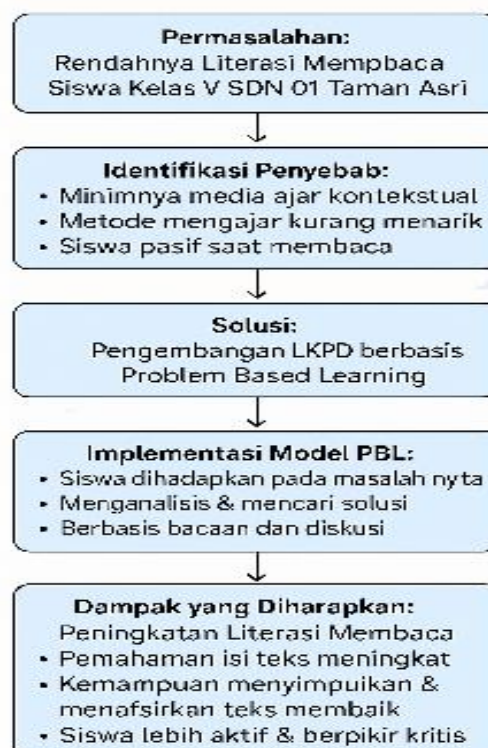 Permasalahan:
Rendahnya Literasi Mempbaca
Siswa Kelas V SDN 01 Taman Asri
Identifikasi Penyebab:
• Minimnya media ajar kontekstual
• Metode mengajar kurang menarik
• Siswa pasif saat membaca
Solusi:
Pengembangan LKPD berbasis
Problem Based Learning
Implementasi Model PBL:
• Siswa dihadapkan pada masalah nyta
• Menganalisis & mencari solusi
• Berbasis bacaan dan diskusi
Dampak yang Diharapkan:
Peningkatan Literasi Membaca
• Pemahaman isi teks meningkat
• Kemampuan menyimpuikan &
menafsirkan teks membaik
• Siswa lebih aktif & berpikir kritis